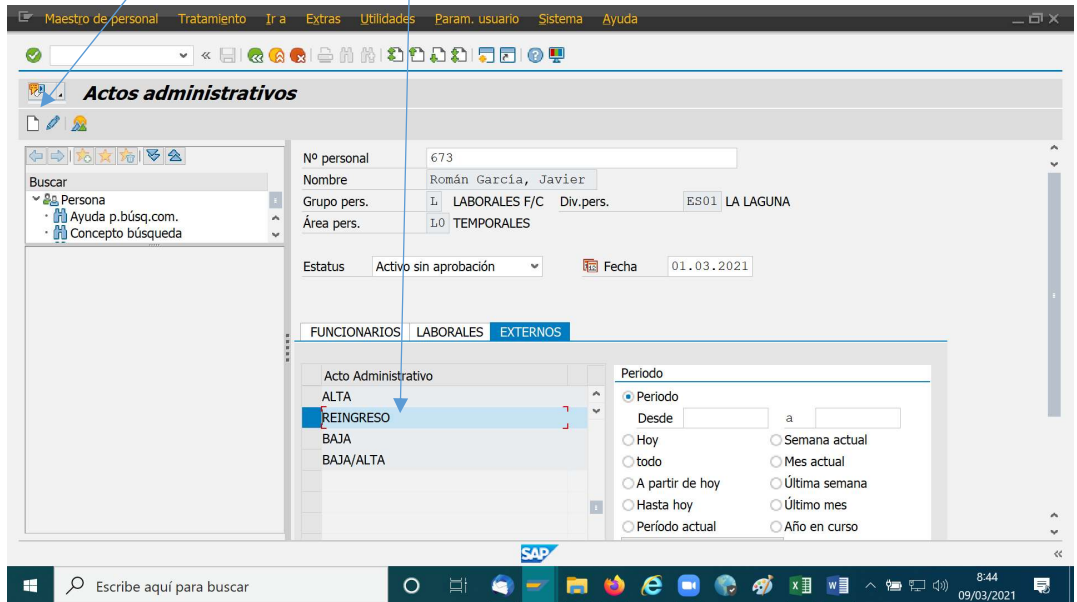 Maestro de personal Tratamiento Ir a Extras Utilidades Param. usuario Sistema Ayuda
Actos administrativos
Buscar
Persona
Ayuda p.búsq.com.
Concepto búsqueda
Nº personal 673
Nombre Román García, Javier
Grupo pers. L LABORALES F/C Div.pers. ES01 LA LAGUNA
Área pers. L0 TEMPORALES
Estatus Activo sin aprobación Fecha 01.03.2021
FUNCIONARIOS LABORALES EXTERNOS
Acto Administrativo
ALTA
REINGRESO
BAJA
BAJA/ALTA
Periodo
Periodo
Desde a
Hoy Semana actual
todo Mes actual
A partir de hoy Última semana
Hasta hoy Último mes
Período actual Año en curso
SAP
Escribe aquí para buscar
8:44
09/03/2021